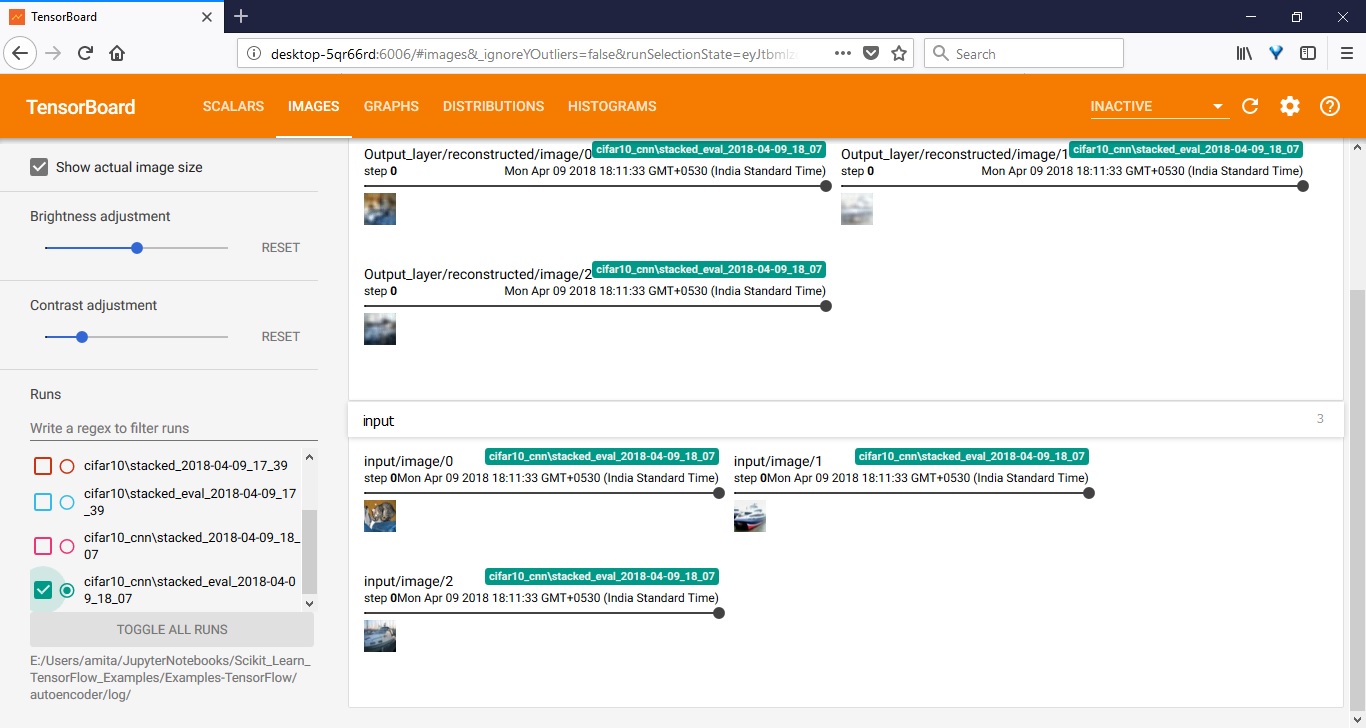 TensorBoard
desktop-5qr66rd:6006/#images&_ignoreYOutliers=false&runSelectionState=eyJtbmlz
Search
TensorBoard
SCALARS
IMAGES
GRAPHS
DISTRIBUTIONS
HISTOGRAMS
INACTIVE
Show actual image size
Brightness adjustment
RESET
Contrast adjustment
RESET
Runs
Write a regex to filter runs
cifar10\stacked_2018-04-09_17_39
cifar10\stacked_eval_2018-04-09_17
_39
cifar10_cnn\stacked_2018-04-09_18_
07
cifar10_cnn\stacked_eval_2018-04-0
9_18_07
TOGGLE ALL RUNS
E:/Users/amita/JupyterNotebooks/Scikit_Learn_
TensorFlow_Examples/Examples-TensorFlow/
autoencoder/log/
Output_layer/reconstructed/image/0
cifar10_cnn\stacked_eval_2018-04-09_18_07
step 0
Mon Apr 09 2018 18:11:33 GMT+0530 (India Standard Time)
Output_layer/reconstructed/image/1
cifar10_cnn\stacked_eval_2018-04-09_18_07
step 0
Mon Apr 09 2018 18:11:33 GMT+0530 (India Standard Time)
Output_layer/reconstructed/image/2
cifar10_cnn\stacked_eval_2018-04-09_18_07
step 0
Mon Apr 09 2018 18:11:33 GMT+0530 (India Standard Time)
input
3
input/image/0
cifar10_cnn\stacked_eval_2018-04-09_18_07
step 0Mon Apr 09 2018 18:11:33 GMT+0530 (India Standard Time)
input/image/1
cifar10_cnn\stacked_eval_2018-04-09_18_07
step 0Mon Apr 09 2018 18:11:33 GMT+0530 (India Standard Time)
input/image/2
cifar10_cnn\stacked_eval_2018-04-09_18_07
step 0Mon Apr 09 2018 18:11:33 GMT+0530 (India Standard Time)